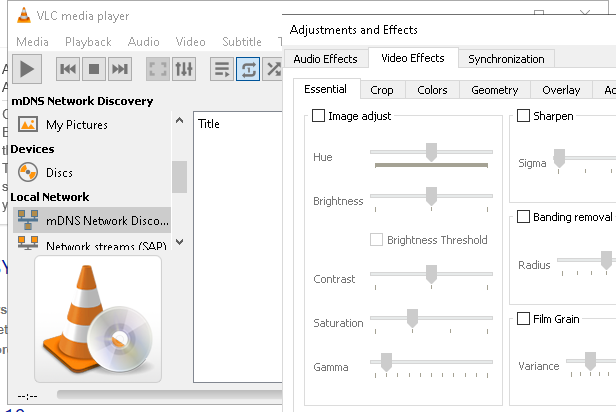 VLC media player
Media Playback Audio Video Subtitle
mDNS Network Discovery
My Pictures
Devices
Discs
Local Network
mDNS Network Disco...
Network streams (SAP)
Title
--:--
Adjustments and Effects
Audio Effects Video Effects Synchronization
Essential Crop Colors Geometry Overlay
Image adjust
Hue
Brightness
Brightness Threshold
Contrast
Saturation
Gamma
Sharpen
Sigma
Banding removal
Radius
Film Grain
Variance